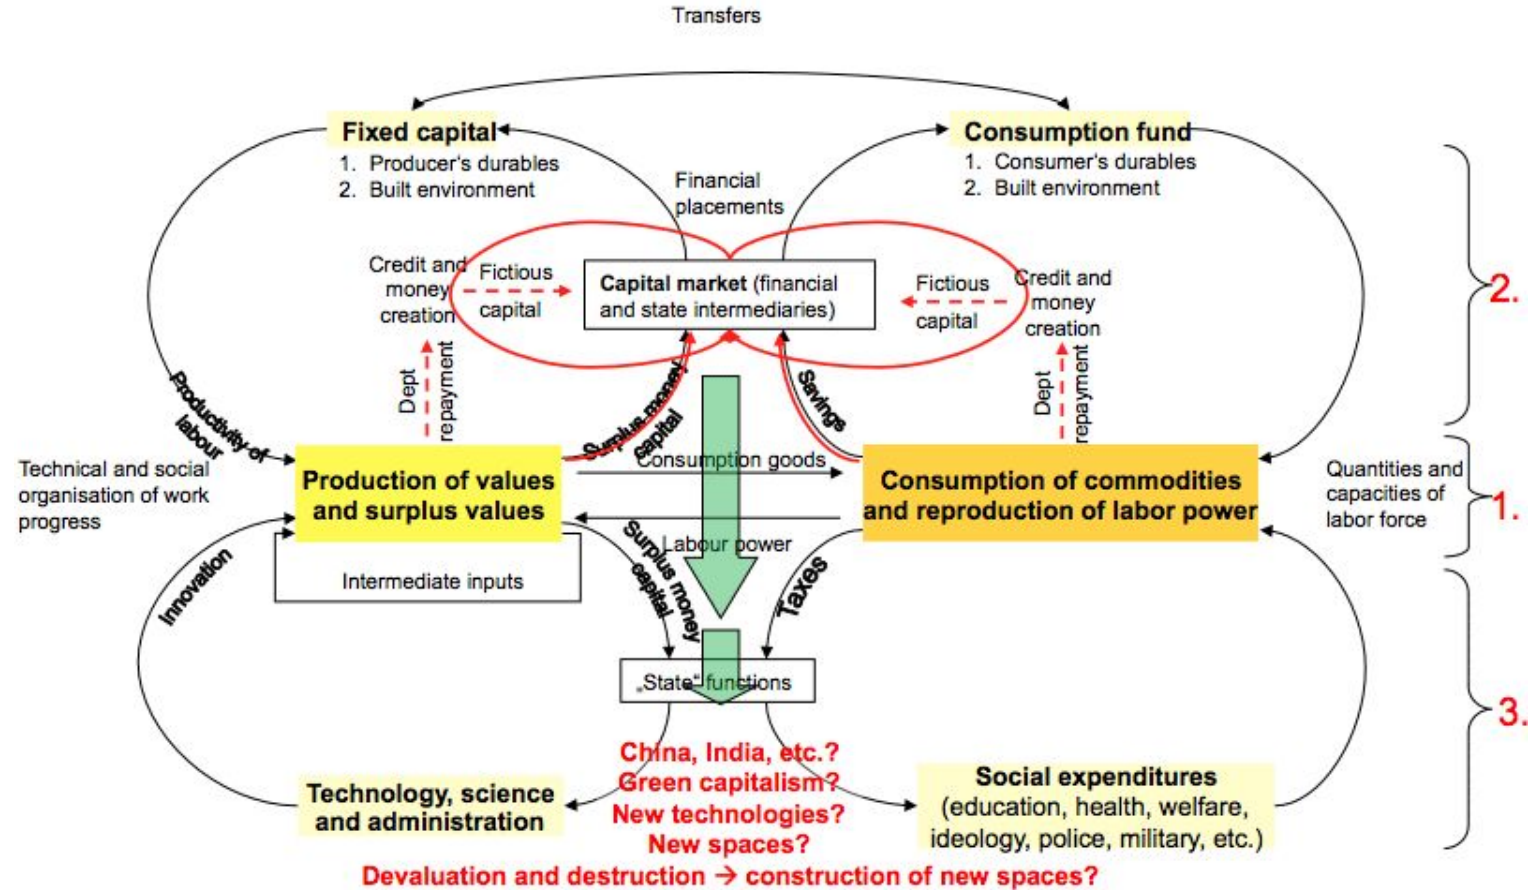 Transfers
Fixed capital
1. Producer's durables
2. Built environment
Consumption fund
1. Consumer's durables
2. Built environment
Financial
placements
Credit and
money
creation
Fictious
capital
Capital market (financial
and state intermediaries)
Fictious
capital
Credit and
money
creation
2.
Dept
repayment
Dept
repayment
Productivity of
labour
Surplus money
capital
Savings
Technical and social
organisation of work
progress
Production of values
and surplus values
Consumption goods
Labour power
Consumption of commodities
and reproduction of labor power
Quantities and
capacities of
labor force
1.
Intermediate inputs
Innovation
Surplus money
capital
Taxes
„State“ functions
3.
Technology, science
and administration
China, India, etc.?
Green capitalism?
New technologies?
New spaces?
Devaluation and destruction → construction of new spaces?
Social expenditures
(education, health, welfare,
ideology, police, military, etc.)